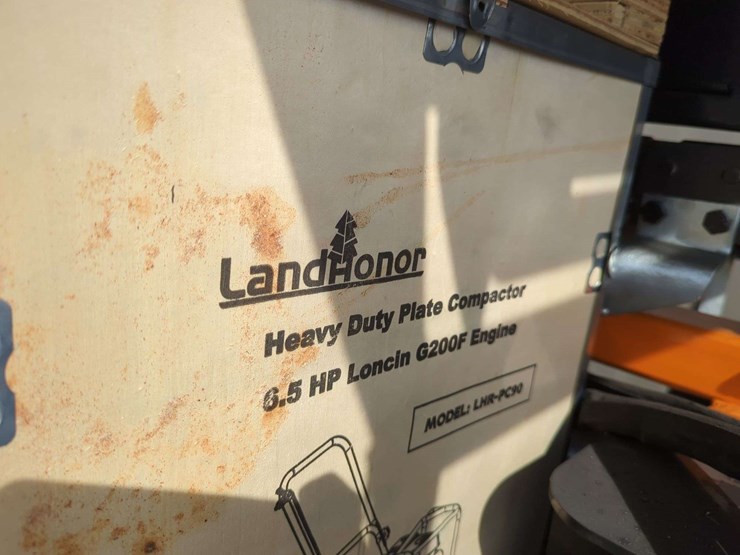 LandHonor
Heavy Duty Plate Compactor
6.5 HP Loncin G200F Engine
MODEL: LHR-PC90